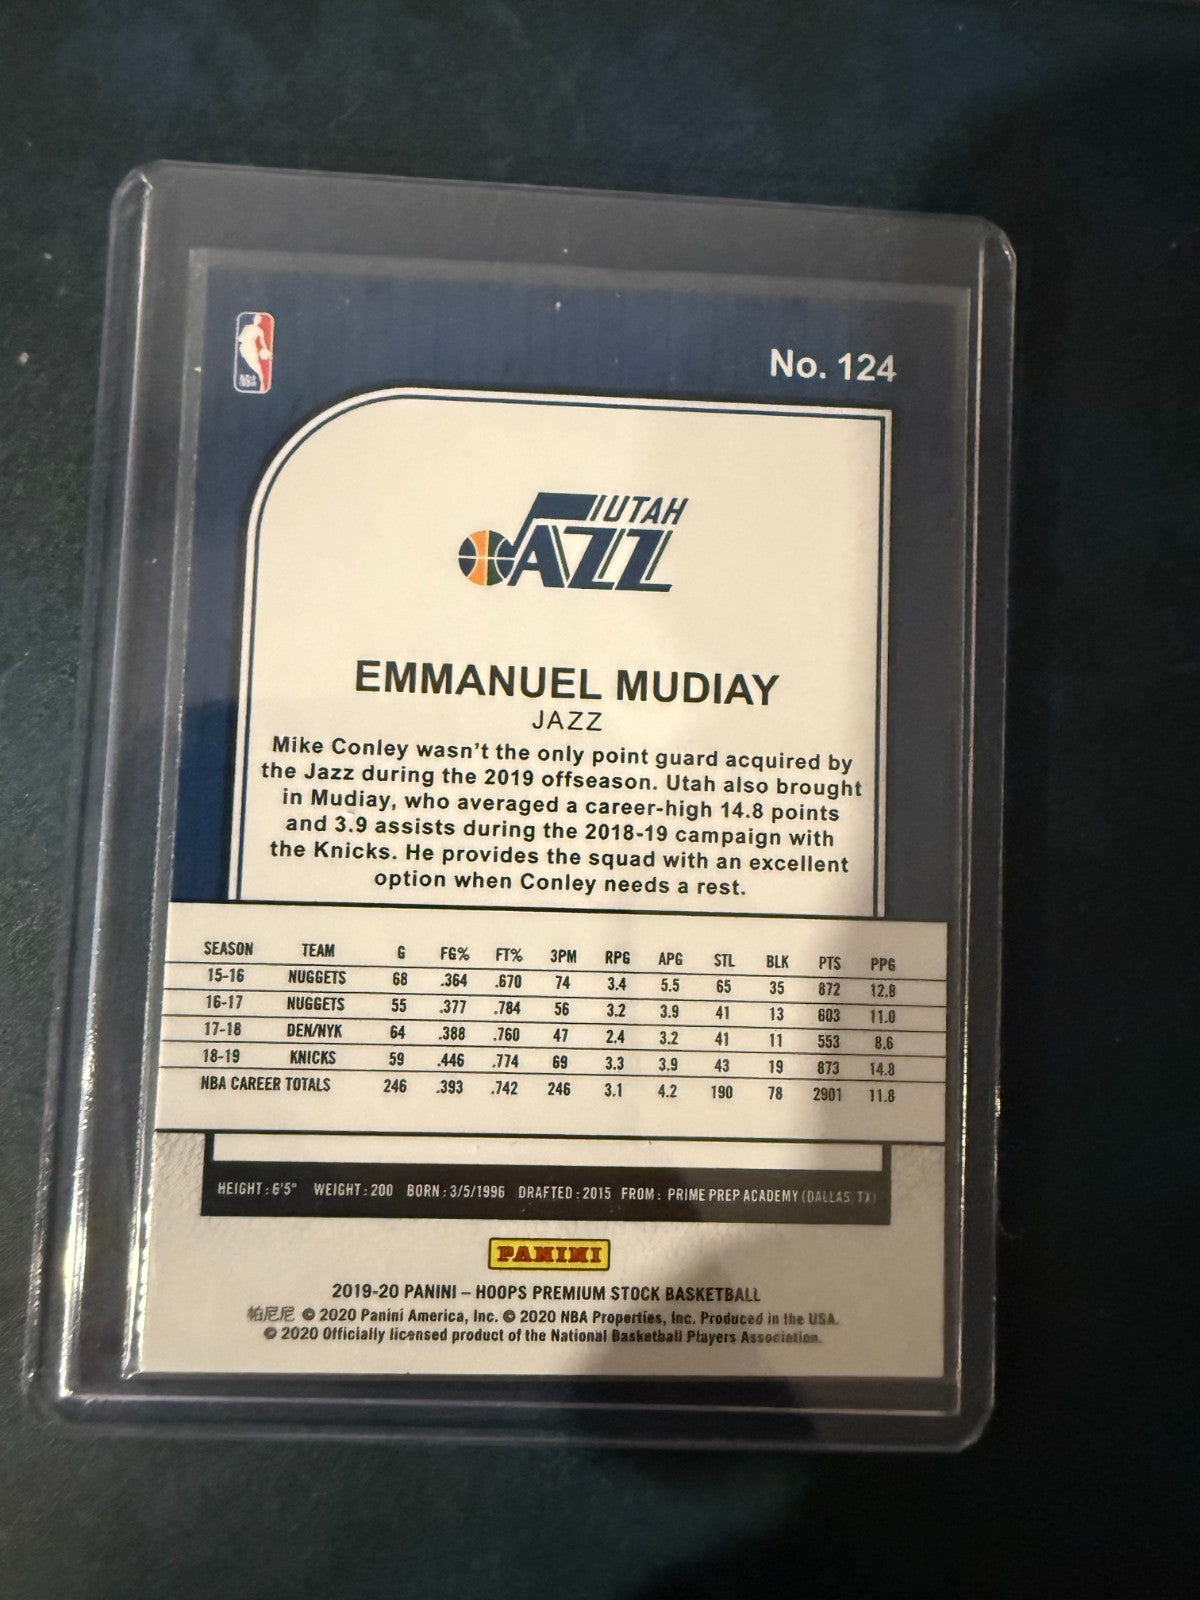 No. 124
UTAH
JAZZ
EMMANUEL MUDIAY
JAZZ
Mike Conley wasn't the only point guard acquired by
the Jazz during the 2019 offseason. Utah also brought
in Mudiay, who averaged a career-high 14.8 points
and 3.9 assists during the 2018-19 campaign with
the Knicks. He provides the squad with an excellent
option when Conley needs a rest.
SEASON TEAM G FG% FT% 3PM RPG APG STL BLK PTS PPG
15-16 NUGGETS 68 .364 .670 74 3.4 5.5 65 35 872 12.8
16-17 NUGGETS 55 .377 .784 56 3.2 3.9 41 13 603 11.0
17-18 DEN/NYK 64 .388 .760 47 2.4 3.2 41 11 553 8.6
18-19 KNICKS 59 .446 .774 69 3.3 3.9 43 19 873 14.8
NBA CAREER TOTALS 246 .393 .742 246 3.1 4.2 190 78 2901 11.8
HEIGHT: 6'5" WEIGHT: 200 BORN: 3/5/1996 DRAFTED: 2015 FROM: PRIME PREP ACADEMY (DALLAS, TX)
PANINI
2019-20 PANINI – HOOPS PREMIUM STOCK BASKETBALL
帕尼尼 © 2020 Panini America, Inc. © 2020 NBA Properties, Inc. Produced in the USA.
© 2020 Officially licensed product of the National Basketball Players Association.